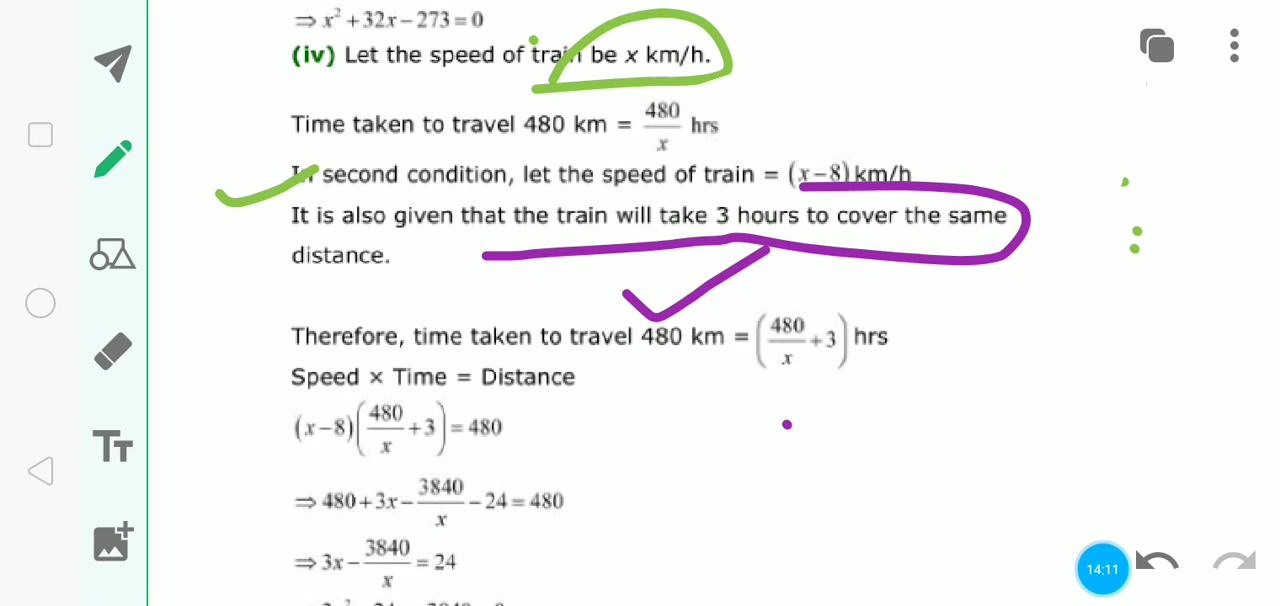 ⇒ x² + 32x − 273 = 0
(iv) Let the speed of train be x km/h.
Time taken to travel 480 km = 480/x hrs
In second condition, let the speed of train = (x−8) km/h
It is also given that the train will take 3 hours to cover the same
distance.
Therefore, time taken to travel 480 km = (480/x + 3) hrs
Speed × Time = Distance
(x−8)(480/x + 3) = 480
⇒ 480 + 3x − 3840/x − 24 = 480
⇒ 3x − 3840/x = 24
TT
14:11